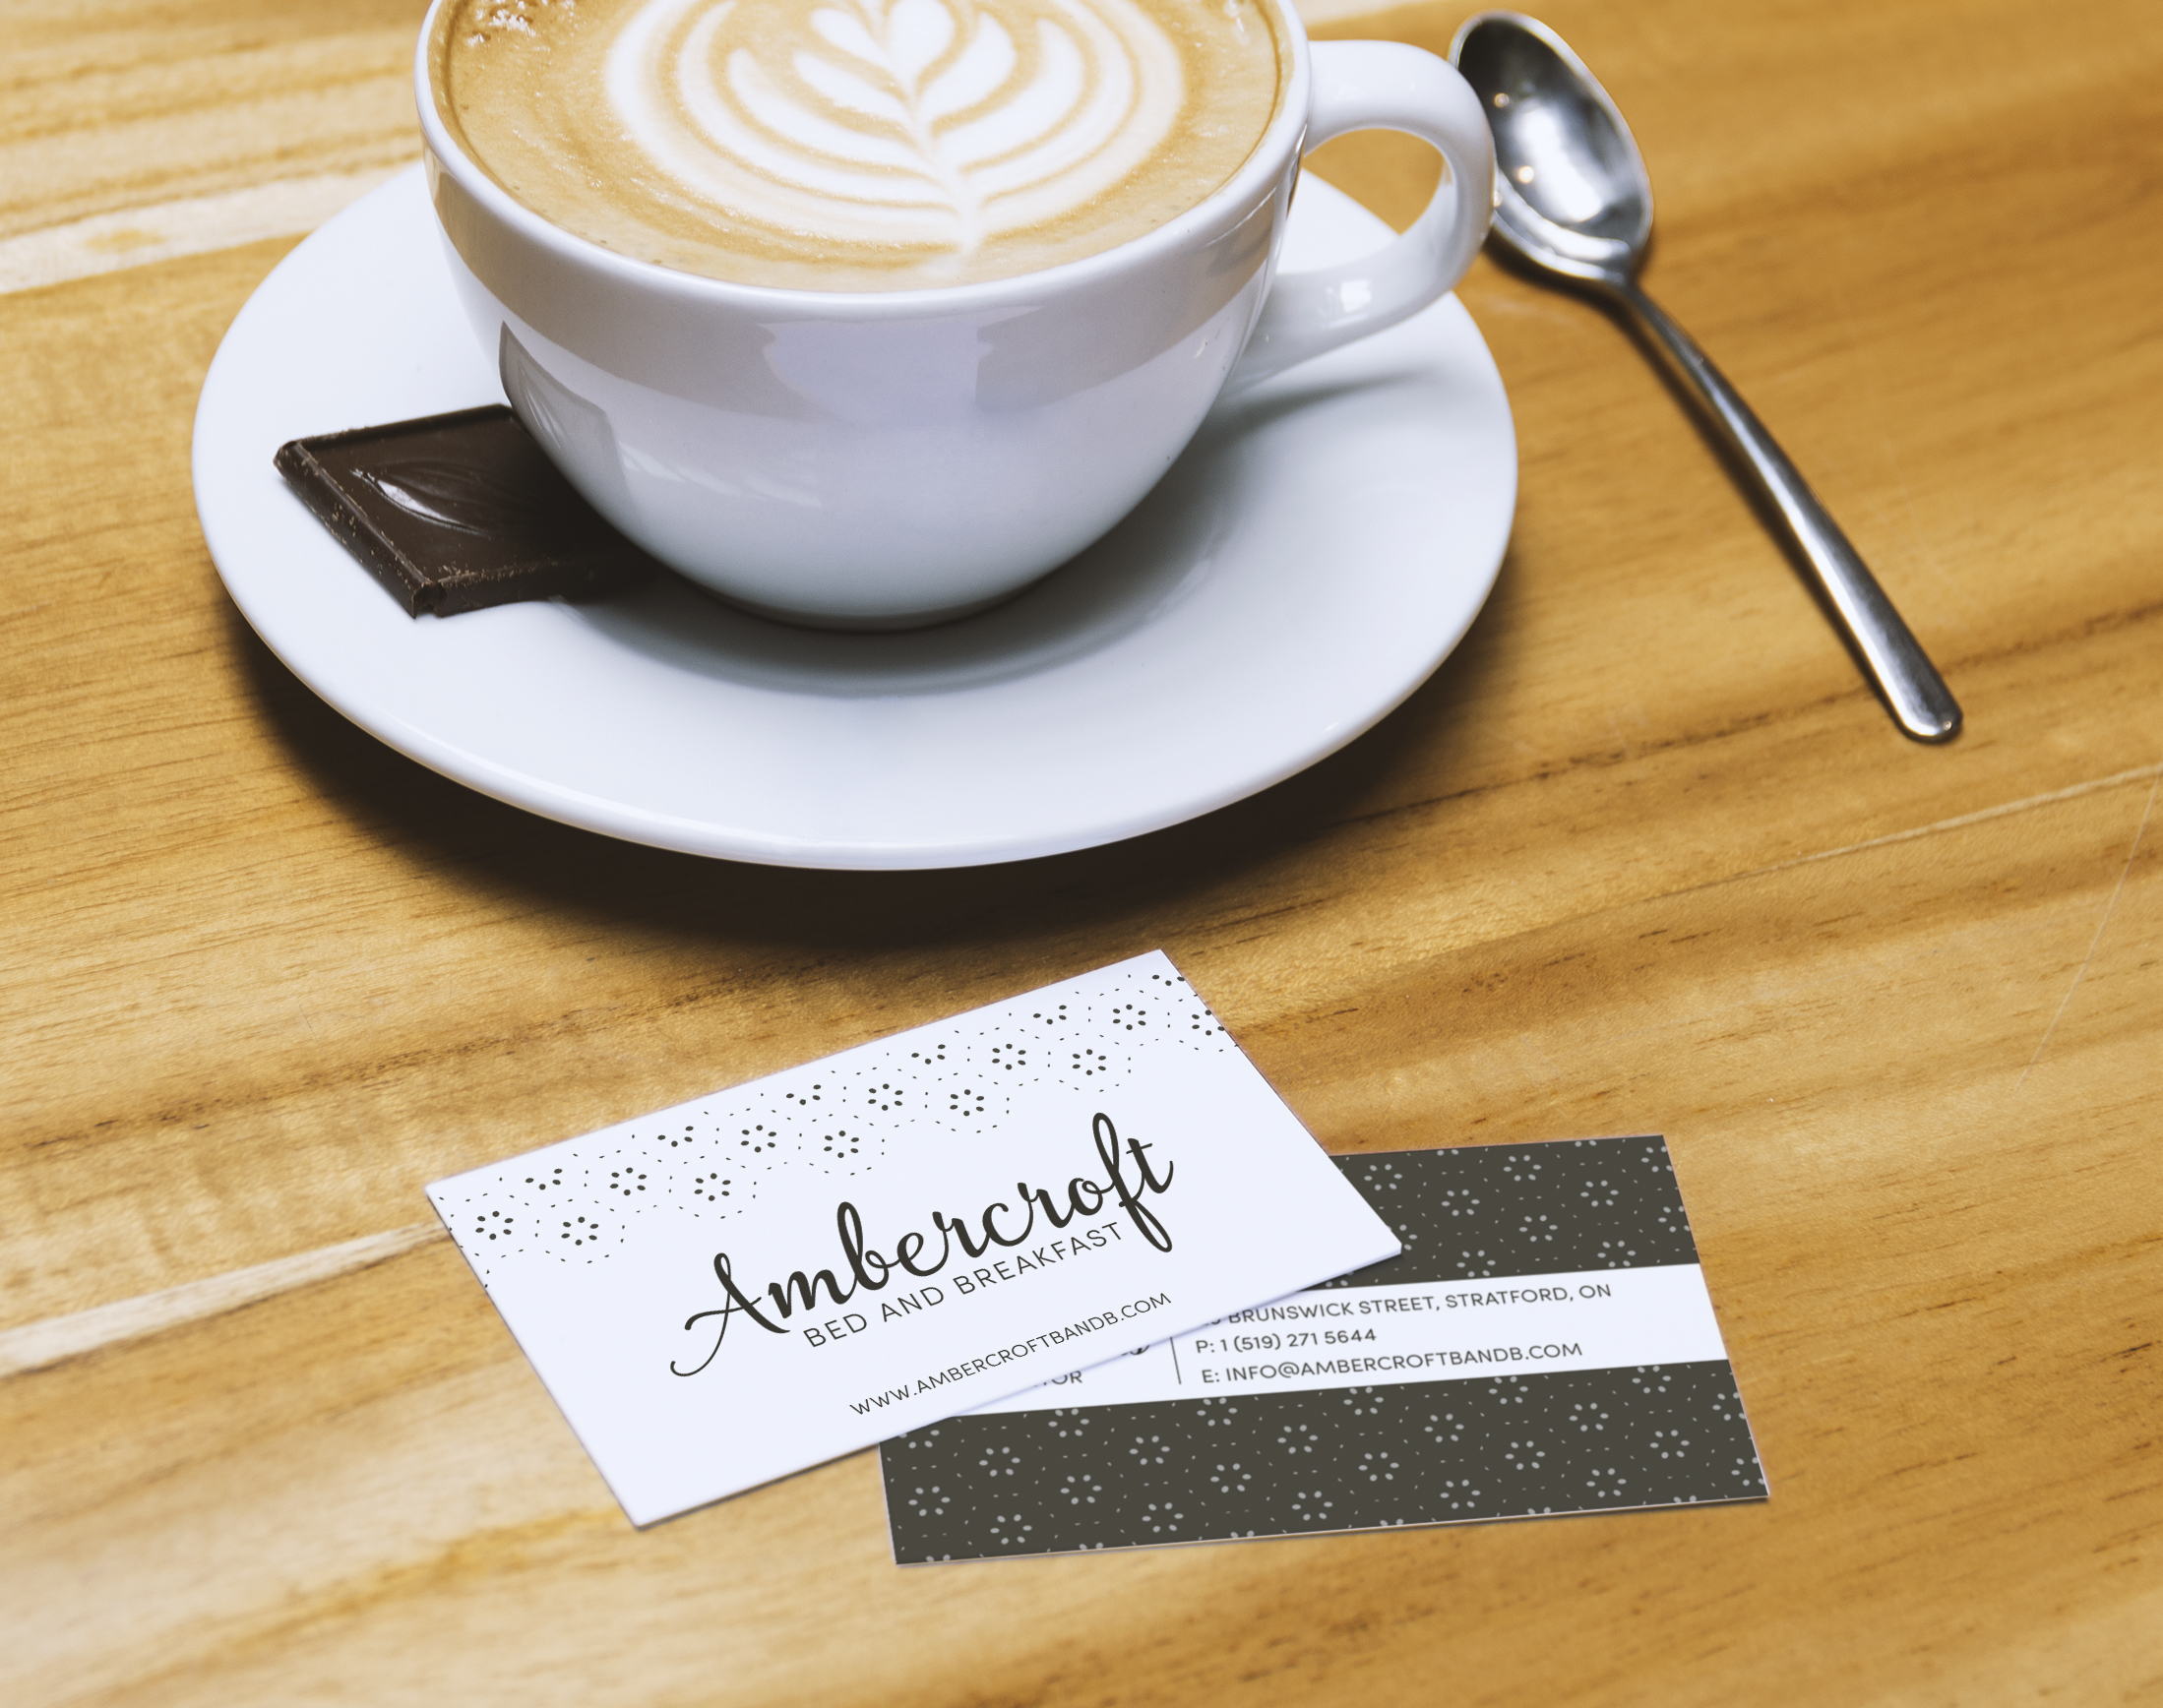 Ambercroft
BED AND BREAKFAST
WWW.AMBERCROFTBANDB.COM
BRUNSWICK STREET, STRATFORD, ON
P: 1 (519) 271 5644
E: INFO@AMBERCROFTBANDB.COM